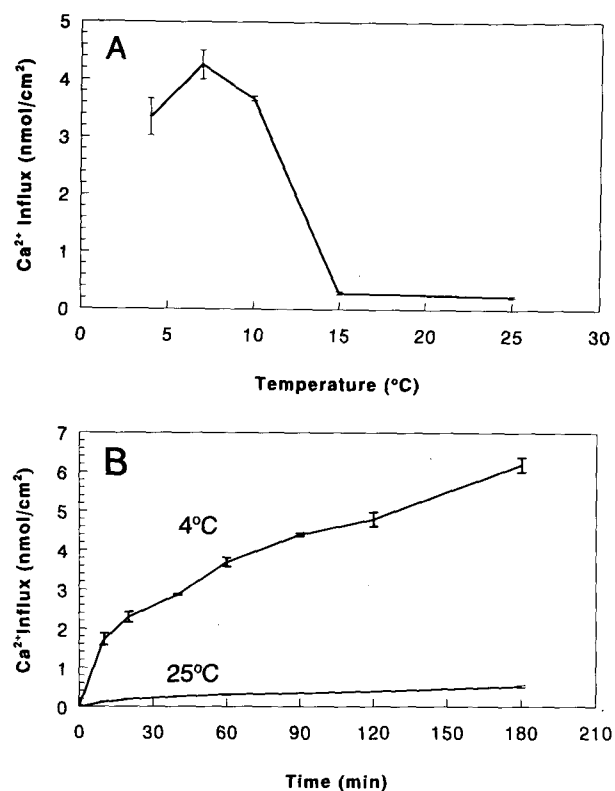 A
5
4
3
2
1
0
Ca²⁺ Influx (nmol/cm²)
0 5 10 15 20 25 30
Temperature (°C)
B
7
6
5
4
3
2
1
0
Ca²⁺Influx (nmol/cm²)
4°C
25°C
30 60 90 120 150 180 210
Time (min)